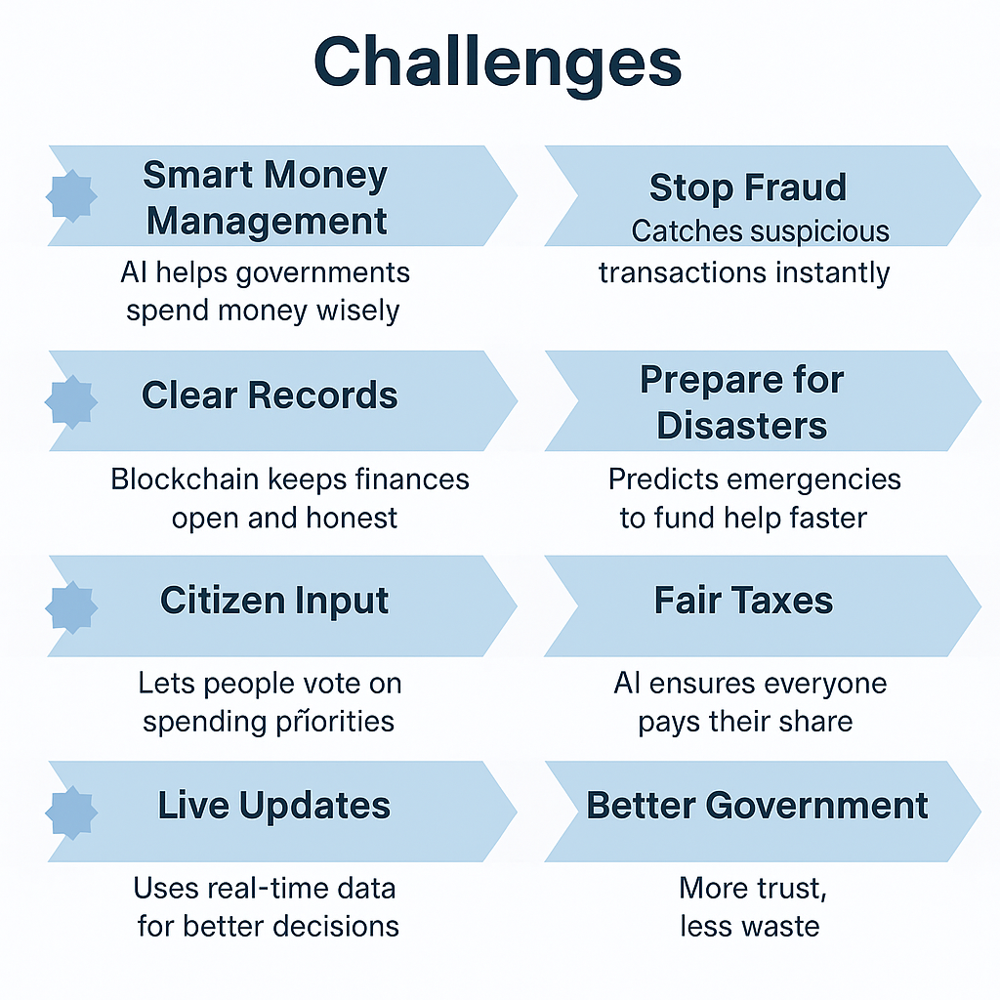 Challenges
Smart Money
Management
AI helps governments
spend money wisely
Stop Fraud
Catches suspicious
transactions instantly
Clear Records
Blockchain keeps finances
open and honest
Prepare for
Disasters
Predicts emergencies
to fund help faster
Citizen Input
Lets people vote on
spending pr̃iorities
Fair Taxes
AI ensures everyone
pays their share
Live Updates
Uses real-time data
for better decisions
Better Government
More trust,
less waste